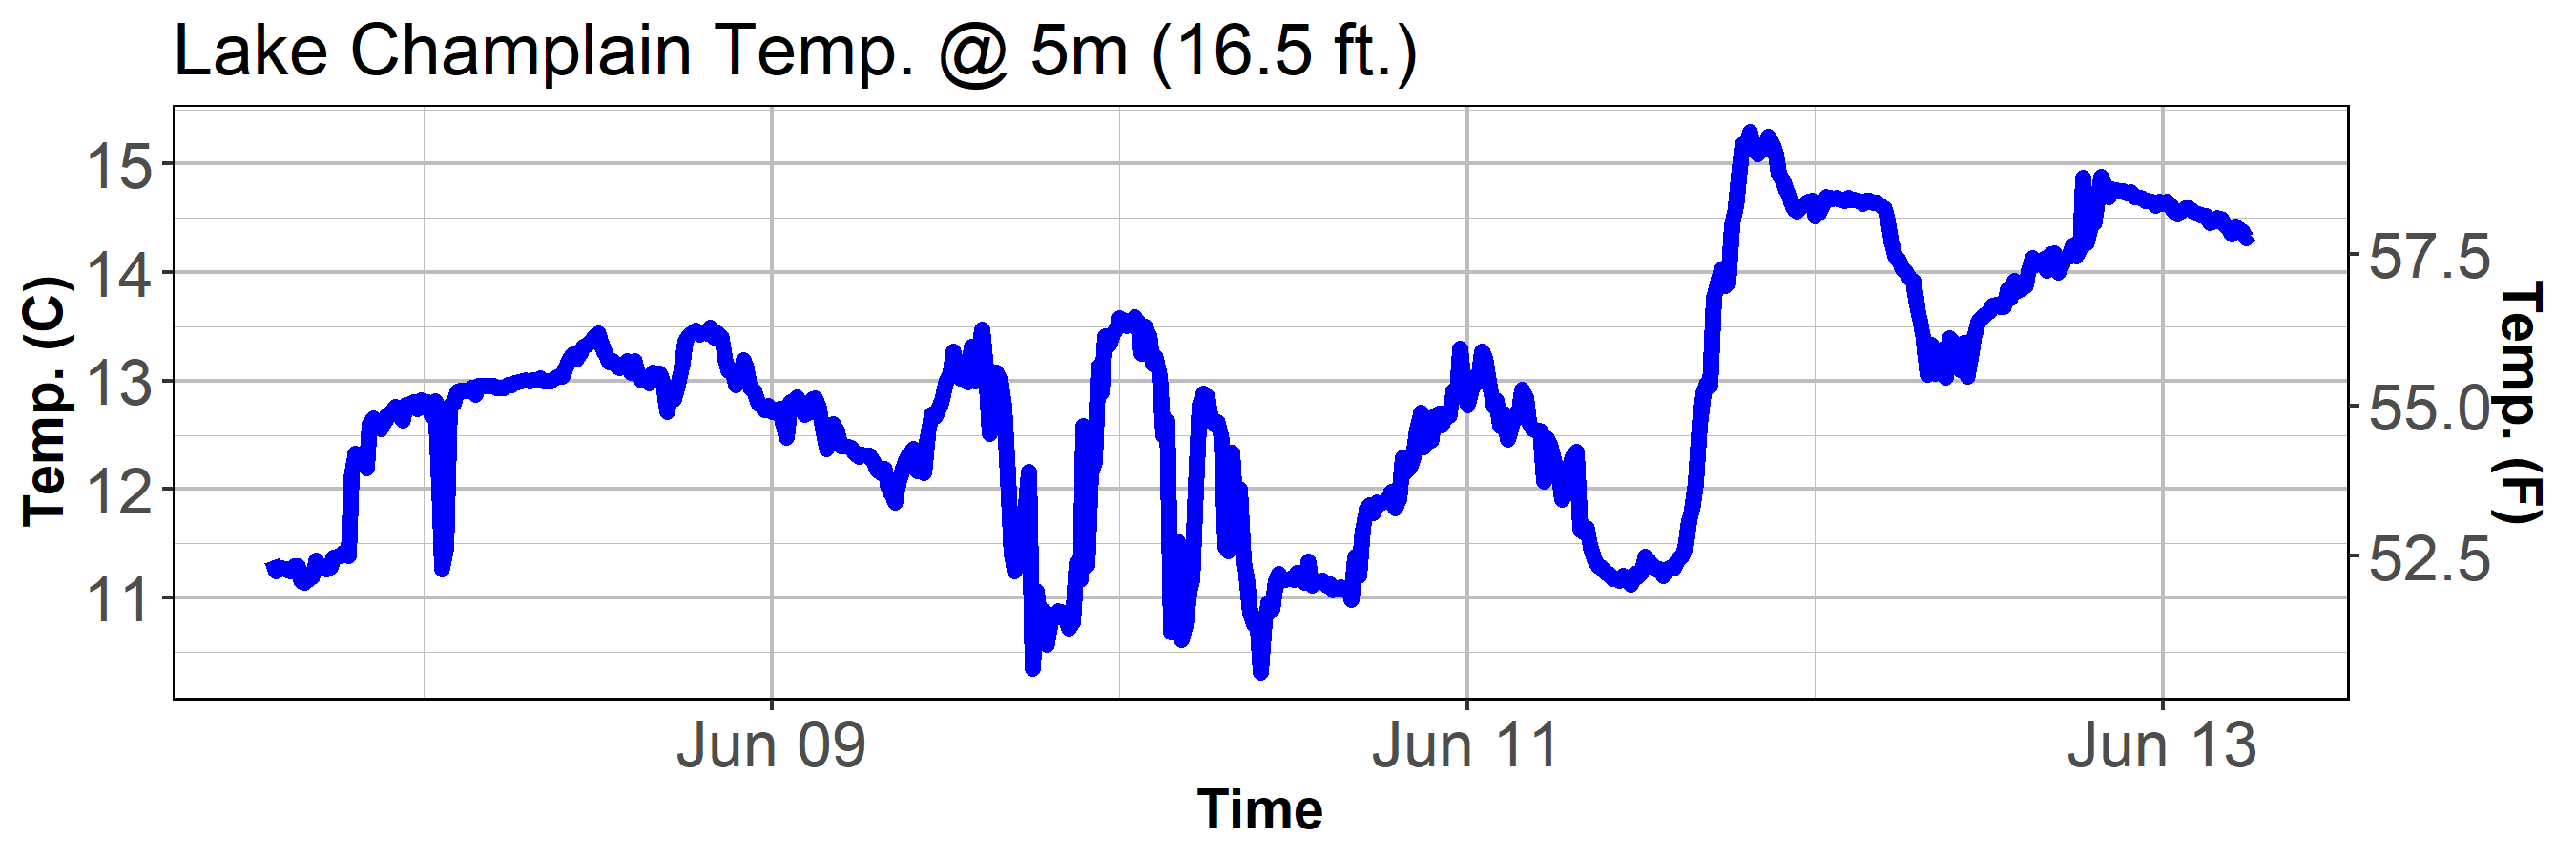 Lake Champlain Temp. @ 5m (16.5 ft.)
Temp. (C)
15
14
13
12
11
57.5
55.0
52.5
Temp. (F)
Jun 09
Jun 11
Jun 13
Time